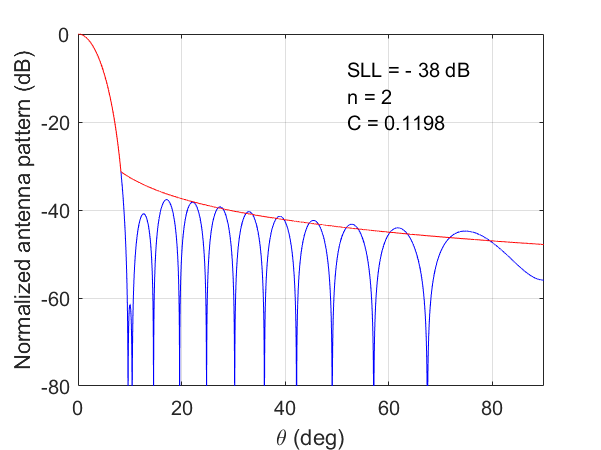 Normalized antenna pattern (dB)
0
-20
-40
-60
-80
SLL = - 38 dB
n = 2
C = 0.1198
0
20
40
60
80
θ (deg)